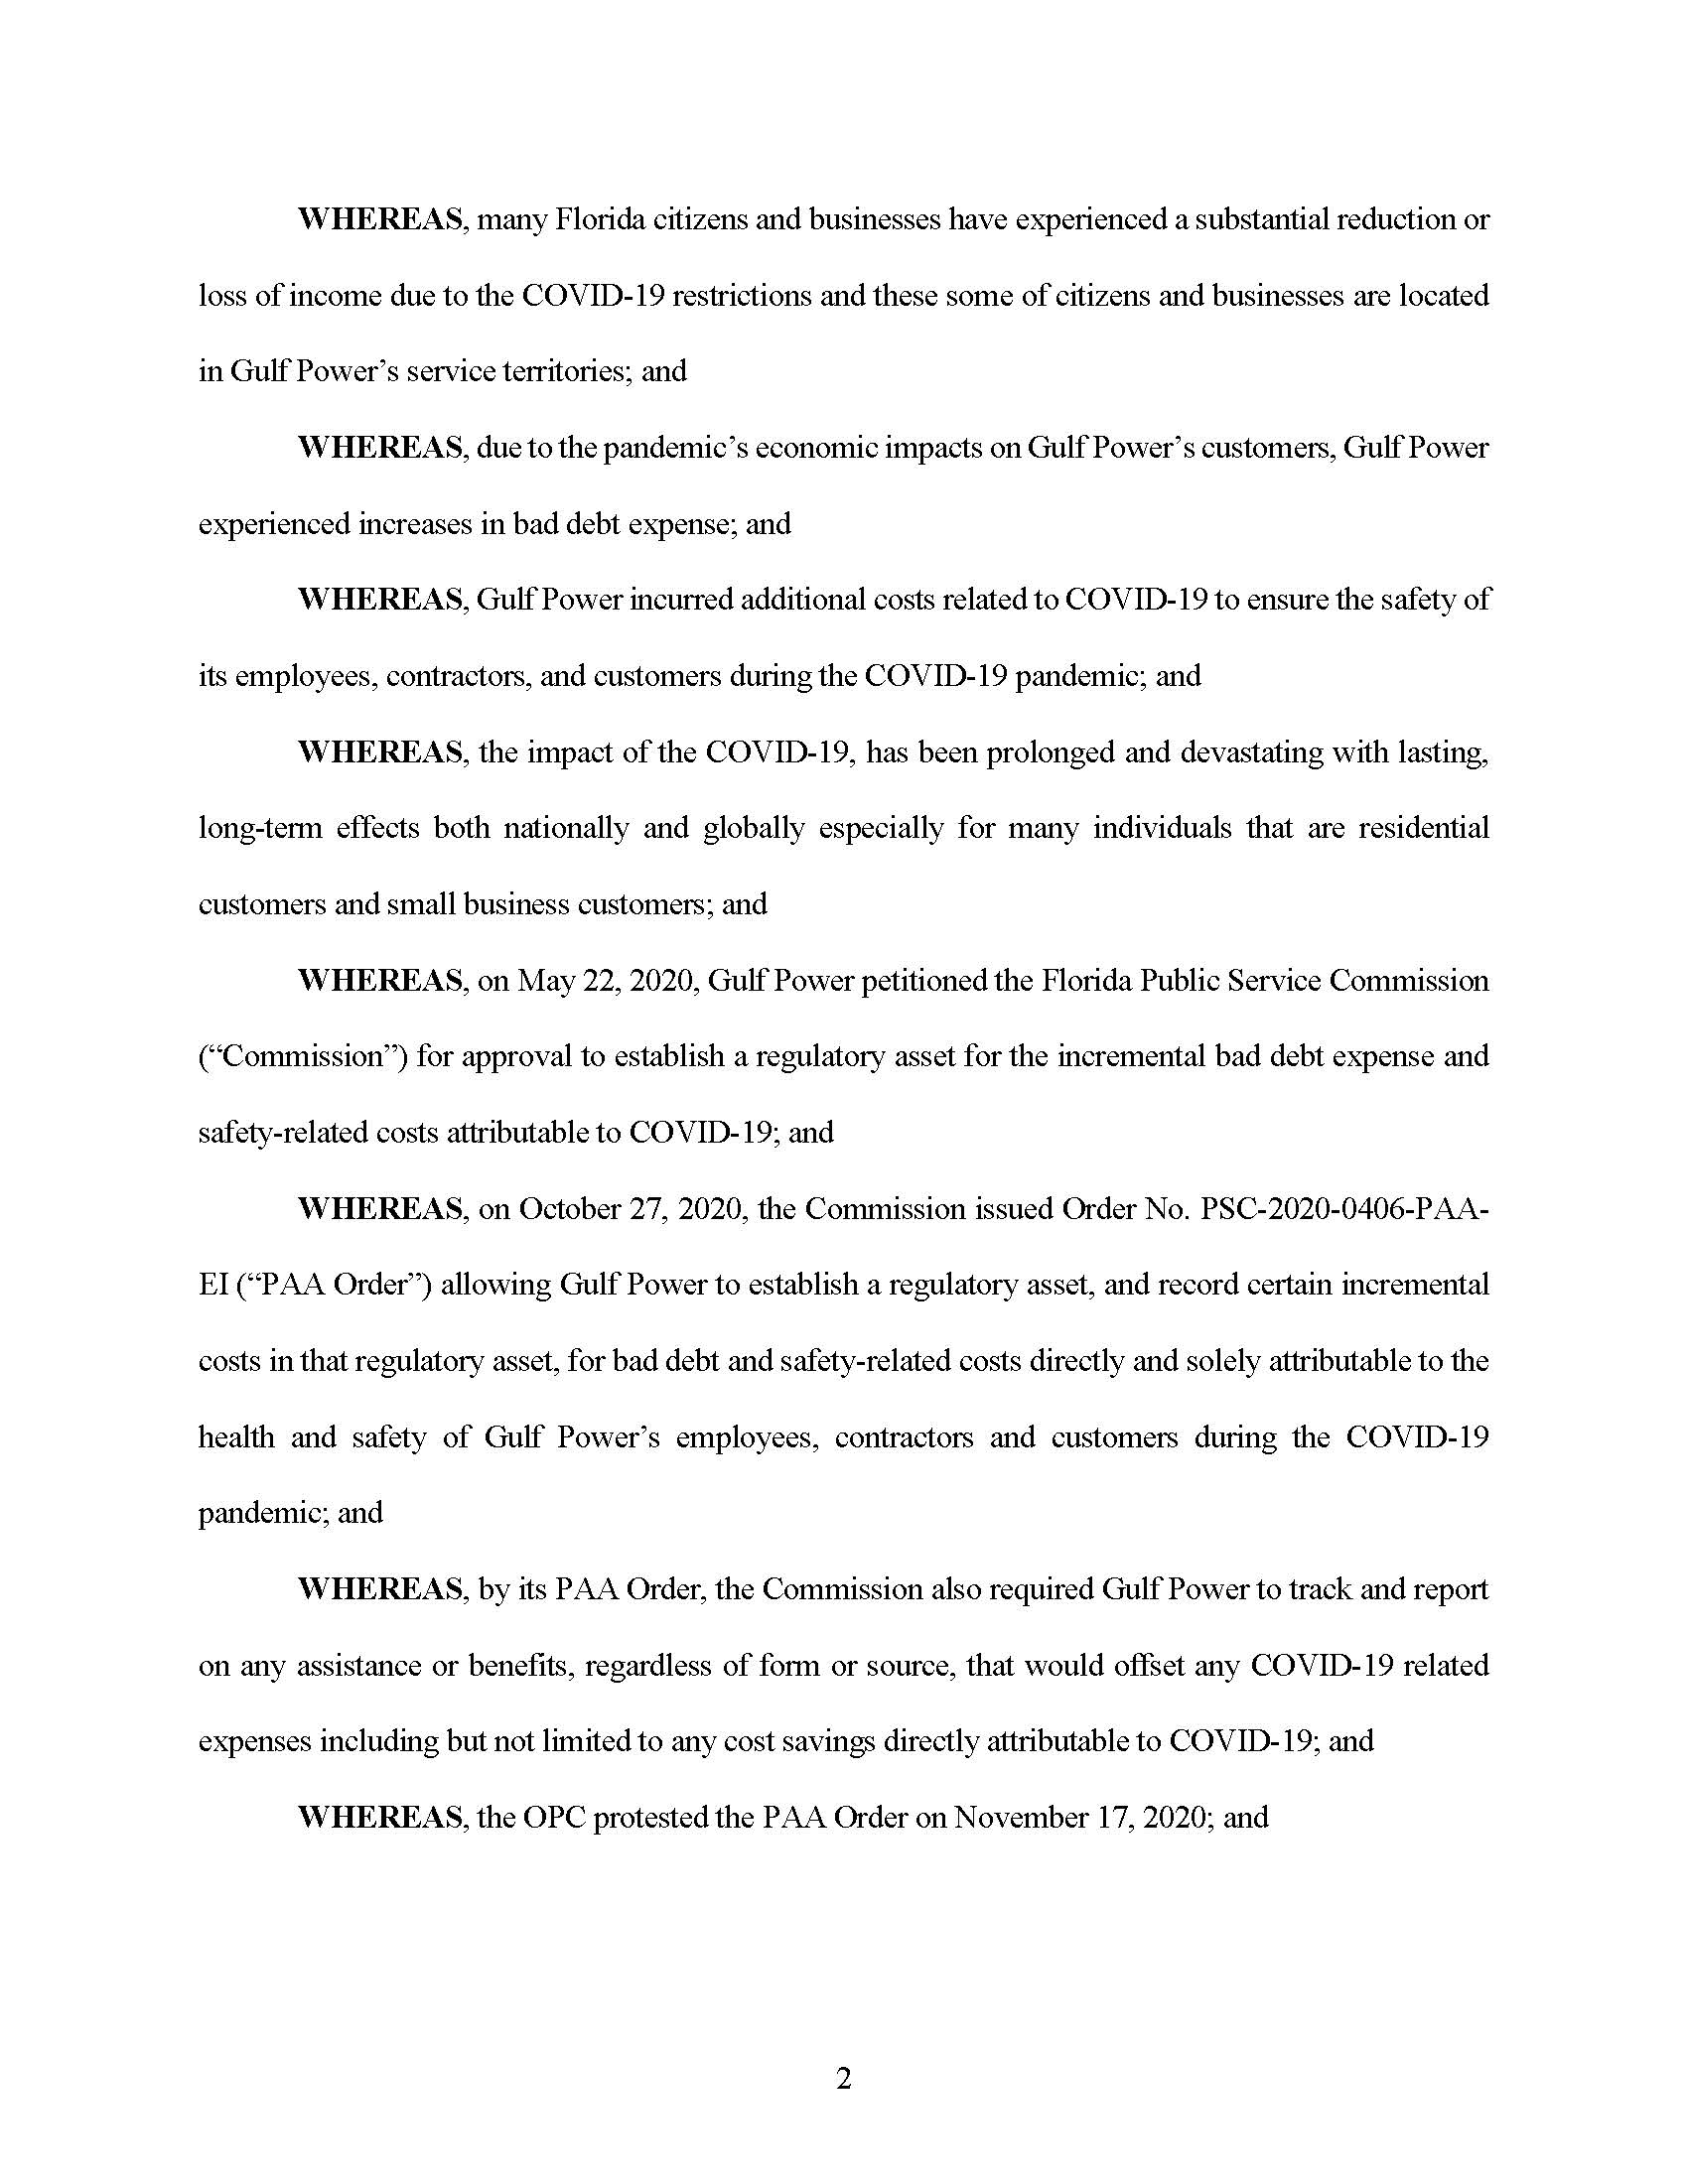 WHEREAS, many Florida citizens and businesses have experienced a substantial reduction or
loss of income due to the COVID-19 restrictions and these some of citizens and businesses are located
in Gulf Power’s service territories; and
WHEREAS, due to the pandemic’s economic impacts on Gulf Power’s customers, Gulf Power
experienced increases in bad debt expense; and
WHEREAS, Gulf Power incurred additional costs related to COVID-19 to ensure the safety of
its employees, contractors, and customers during the COVID-19 pandemic; and
WHEREAS, the impact of the COVID-19, has been prolonged and devastating with lasting,
long-term effects both nationally and globally especially for many individuals that are residential
customers and small business customers; and
WHEREAS, on May 22, 2020, Gulf Power petitioned the Florida Public Service Commission
(“Commission”) for approval to establish a regulatory asset for the incremental bad debt expense and
safety-related costs attributable to COVID-19; and
WHEREAS, on October 27, 2020, the Commission issued Order No. PSC-2020-0406-PAA-
EI (“PAA Order”) allowing Gulf Power to establish a regulatory asset, and record certain incremental
costs in that regulatory asset, for bad debt and safety-related costs directly and solely attributable to the
health and safety of Gulf Power’s employees, contractors and customers during the COVID-19
pandemic; and
WHEREAS, by its PAA Order, the Commission also required Gulf Power to track and report
on any assistance or benefits, regardless of form or source, that would offset any COVID-19 related
expenses including but not limited to any cost savings directly attributable to COVID-19; and
WHEREAS, the OPC protested the PAA Order on November 17, 2020; and
2